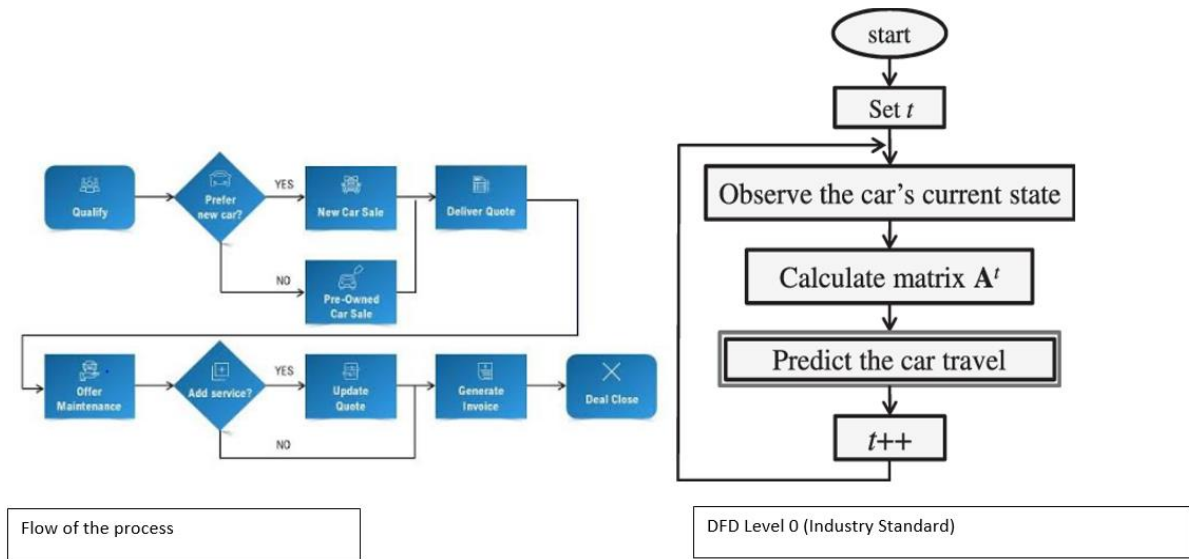 Qualify
Prefer
new car?
YES
New Car Sale
Deliver Quote
NO
Pre-Owned
Car Sale
Offer
Maintenance
Add service?
YES
Update
Quote
NO
Generate
Invoice
Deal Close
Flow of the process
start
Set t
Observe the car's current state
Calculate matrix Aᵗ
Predict the car travel
t++
DFD Level 0 (Industry Standard)